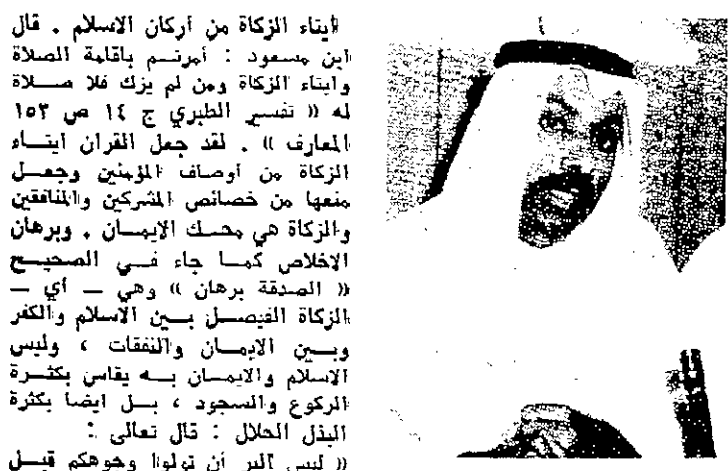 ايتاء الزكاة من أركان الاسلام . قال
ابن مسعود : أمرتم باقامة الصلاة
وايتاء الزكاة ومن لم يزك فلا صلاة
له « تفسير الطبري ج ١٤ ص ١٥٣
المعارف » . لقد جعل القرآن ايتاء
الزكاة من أوصاف المؤمنين وجعل
منعها من خصائص المشركين والمنافقين
والزكاة هي محك الايمان . وبرهان
الاخلاص كما جاء في الصحيح
« الصدقة برهان » وهي — أي —
الزكاة الفيصل بين الاسلام والكفر
وبين الايمان والنفقات ، وليس
الاسلام والايمان به يقاس بكثرة
الركوع والسجود ، بل ايضا بكثرة
البذل الحلال : قال تعالى :
« ليس البر أن تولوا وجوهكم قبل